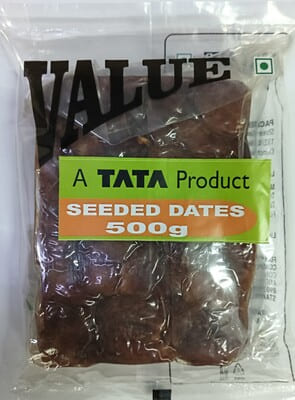 VALUE
A TATA Product
SEEDED DATES
500g